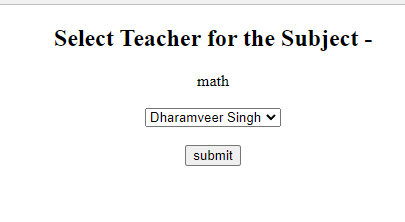 Select Teacher for the Subject -
math
Dharamveer Singh
submit